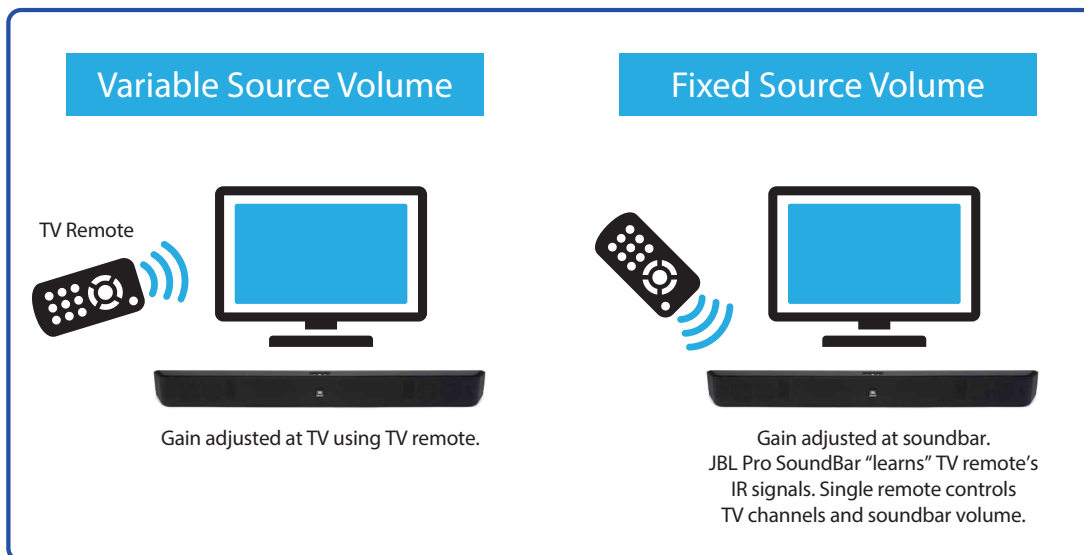 Variable Source Volume
TV Remote
Gain adjusted at TV using TV remote.
Fixed Source Volume
Gain adjusted at soundbar.
JBL Pro SoundBar “learns” TV remote’s
IR signals. Single remote controls
TV channels and soundbar volume.